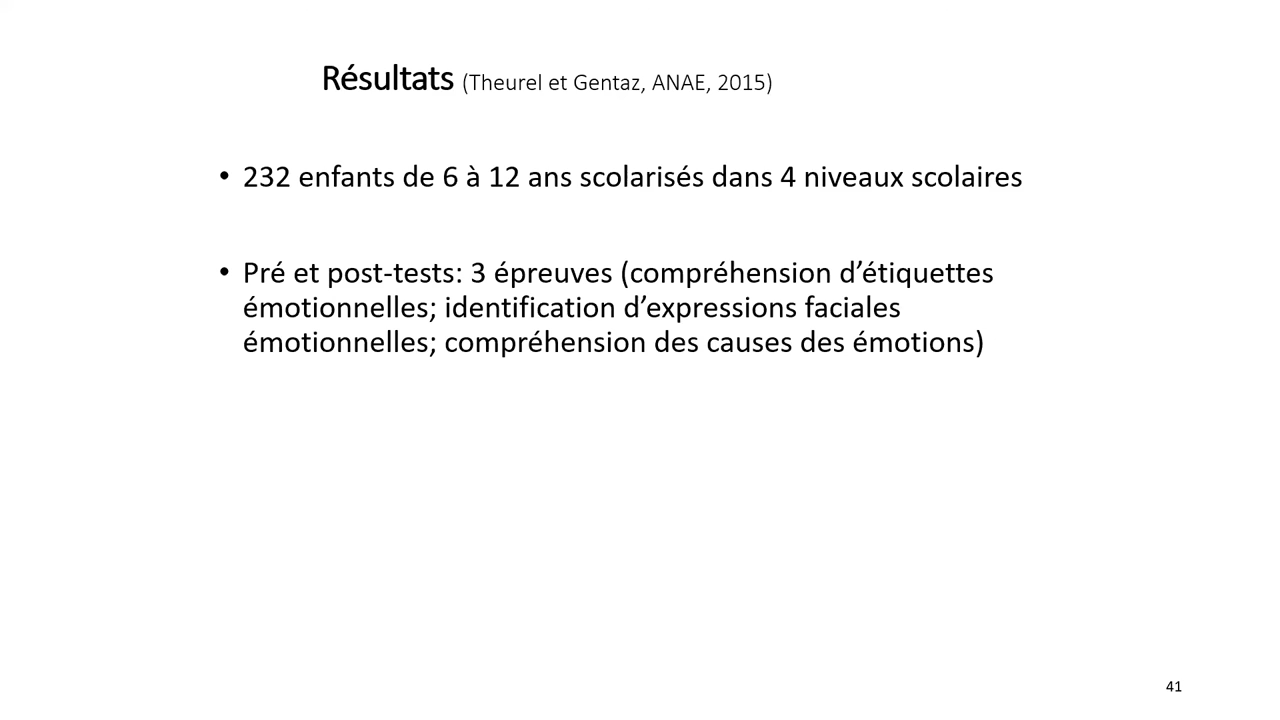 Résultats (Theurel et Gentaz, ANAE, 2015)
• 232 enfants de 6 à 12 ans scolarisés dans 4 niveaux scolaires
• Pré et post-tests: 3 épreuves (compréhension d’étiquettes
émotionnelles; identification d’expressions faciales
émotionnelles; compréhension des causes des émotions)
41